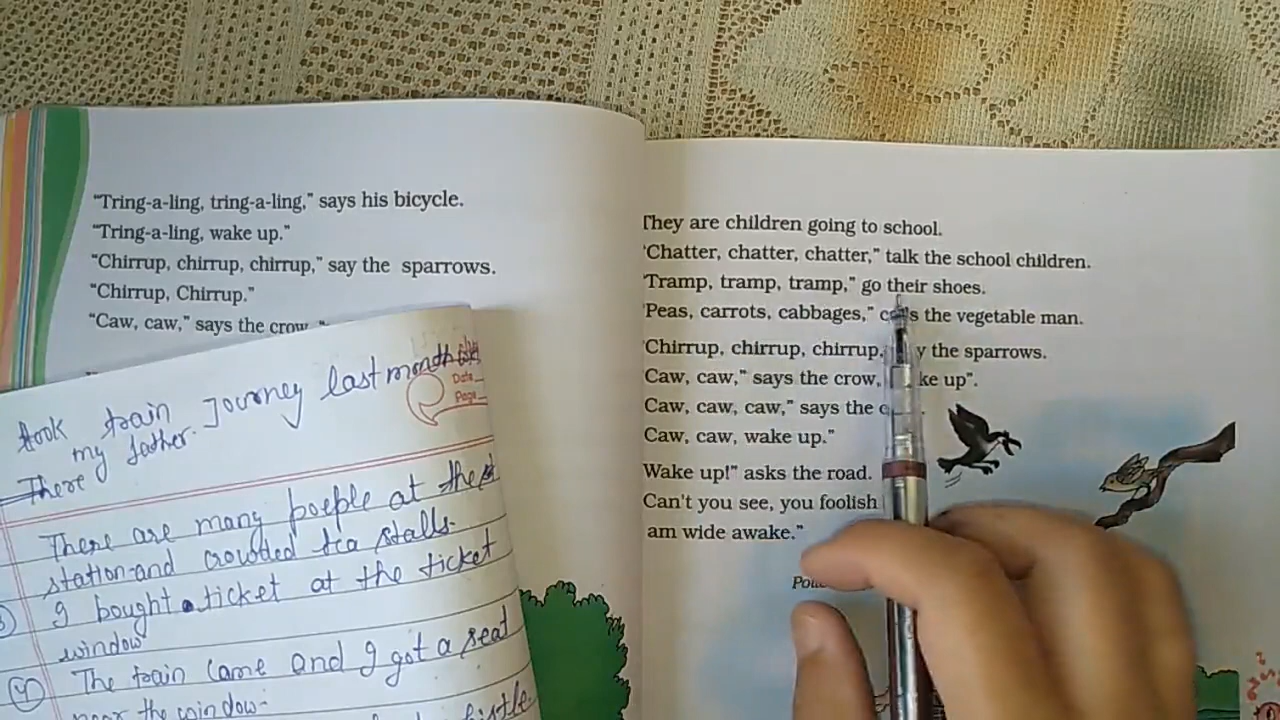 "Tring-a-ling, tring-a-ling," says his bicycle.
"Tring-a-ling, wake up."
"Chirrup, chirrup, chirrup," say the sparrows.
"Chirrup, Chirrup."
"Caw, caw," says the crow.
took train Journey last month
my father.
There
Date
Page
There are many poeple at the
station and crowded tea stalls.
I bought ticket at the ticket
window
(4) The train came and I got a seat
near the window.
They are children going to school.
'Chatter, chatter, chatter," talk the school children.
'Tramp, tramp, tramp," go their shoes.
'Peas, carrots, cabbages," the vegetable man.
'Chirrup, chirrup, chirrup, the sparrows.
Caw, caw," says the crow, up".
Caw, caw, caw," says the
Caw, caw, wake up."
Wake up!" asks the road.
Can't you see, you foolish
am wide awake."